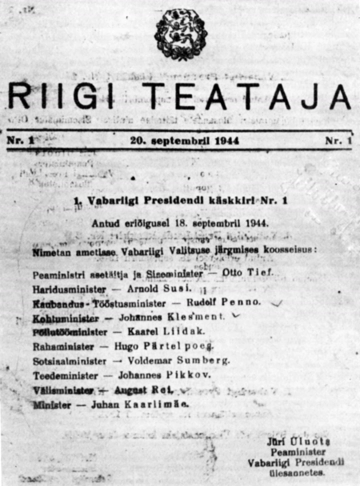 RIIGI TEATAJA
Nr. 1 20. septembril 1944 Nr. 1
1. Vabariigi Presidendi käskkiri Nr. 1
Antud eriõigusel 18. septembril 1944.
Nimetan ametisse Vabariigi Valitsuse järgmises koosseisus:
Peaministri asetäitja ja Siseminister — Otto Tief.
Haridusminister — Arnold Susi.
Kaubandus-Tööstusminister — Rudolf Penno.
Kohtuminister — Johannes Klesment.
Põllutööminister — Kaarel Liidak.
Rahaminister — Hugo Pärtelpoeg.
Sotsiaalminister — Voldemar Sumberg.
Teedeminister — Johannes Pikkov.
Välisminister — August Rei.
Minister — Juhan Kaarlimäe.
Jüri Uluots
Peaminister
Vabariigi Presidendi
ülesannetes.